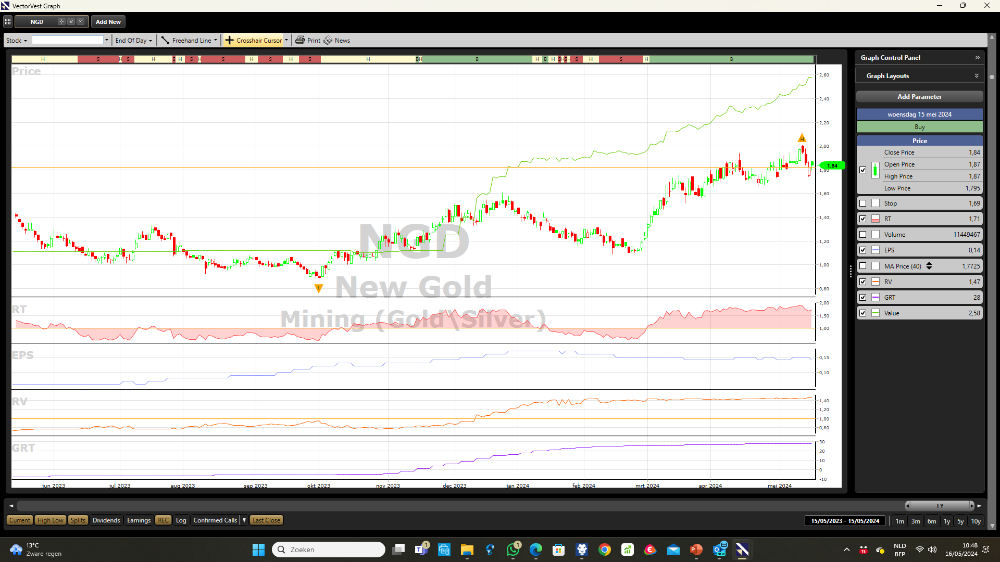 VectorVest Graph
NGD Add New
Stock End Of Day Freehand Line Crosshair Cursor Print News
H S H S H S H S H S H S H S H B H B H B H S H S H S H S H B
Price
2,60
2,40
2,20
2,00
1,80
1,84
1,60
1,40
1,20
1,00
0,80
H
L
NGD
New Gold
Mining (Gold\Silver)
RT
2,00
1,50
1,00
EPS
0,15
0,10
RV
1,40
1,20
1,00
0,80
GRT
30
20
10
0
-10
jun 2023 jul 2023 aug 2023 sep 2023 okt 2023 nov 2023 dec 2023 jan 2024 feb 2024 mrt 2024 apr 2024 mei 2024
Graph Control Panel
Graph Layouts
Add Parameter
woensdag 15 mei 2024
Buy
Price
Close Price 1,84
Open Price 1,87
High Price 1,87
Low Price 1,795
Stop 1,69
RT 1,71
Volume 11449467
EPS 0,14
MA Price (40) 1,7725
RV 1,47
GRT 28
Value 2,58
1 Y
Current High Low Splits Dividends Earnings REC Log Confirmed Calls Last Close
15/05/2023 - 15/05/2024 1m 3m 6m 1y 5y 10y
13°C
Zware regen
Zoeken
1
1
NEW
15
NLD
BEP
10:48
16/05/2024